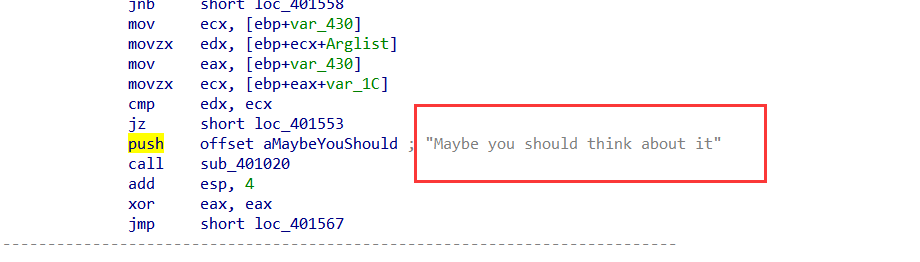 jnb short loc_401558
mov ecx, [ebp+var_430]
movzx edx, [ebp+ecx+Arglist]
mov eax, [ebp+var_430]
movzx ecx, [ebp+eax+var_1C]
cmp edx, ecx
jz short loc_401553
push offset aMaybeYouShould ; "Maybe you should think about it"
call sub_401020
add esp, 4
xor eax, eax
jmp short loc_401567